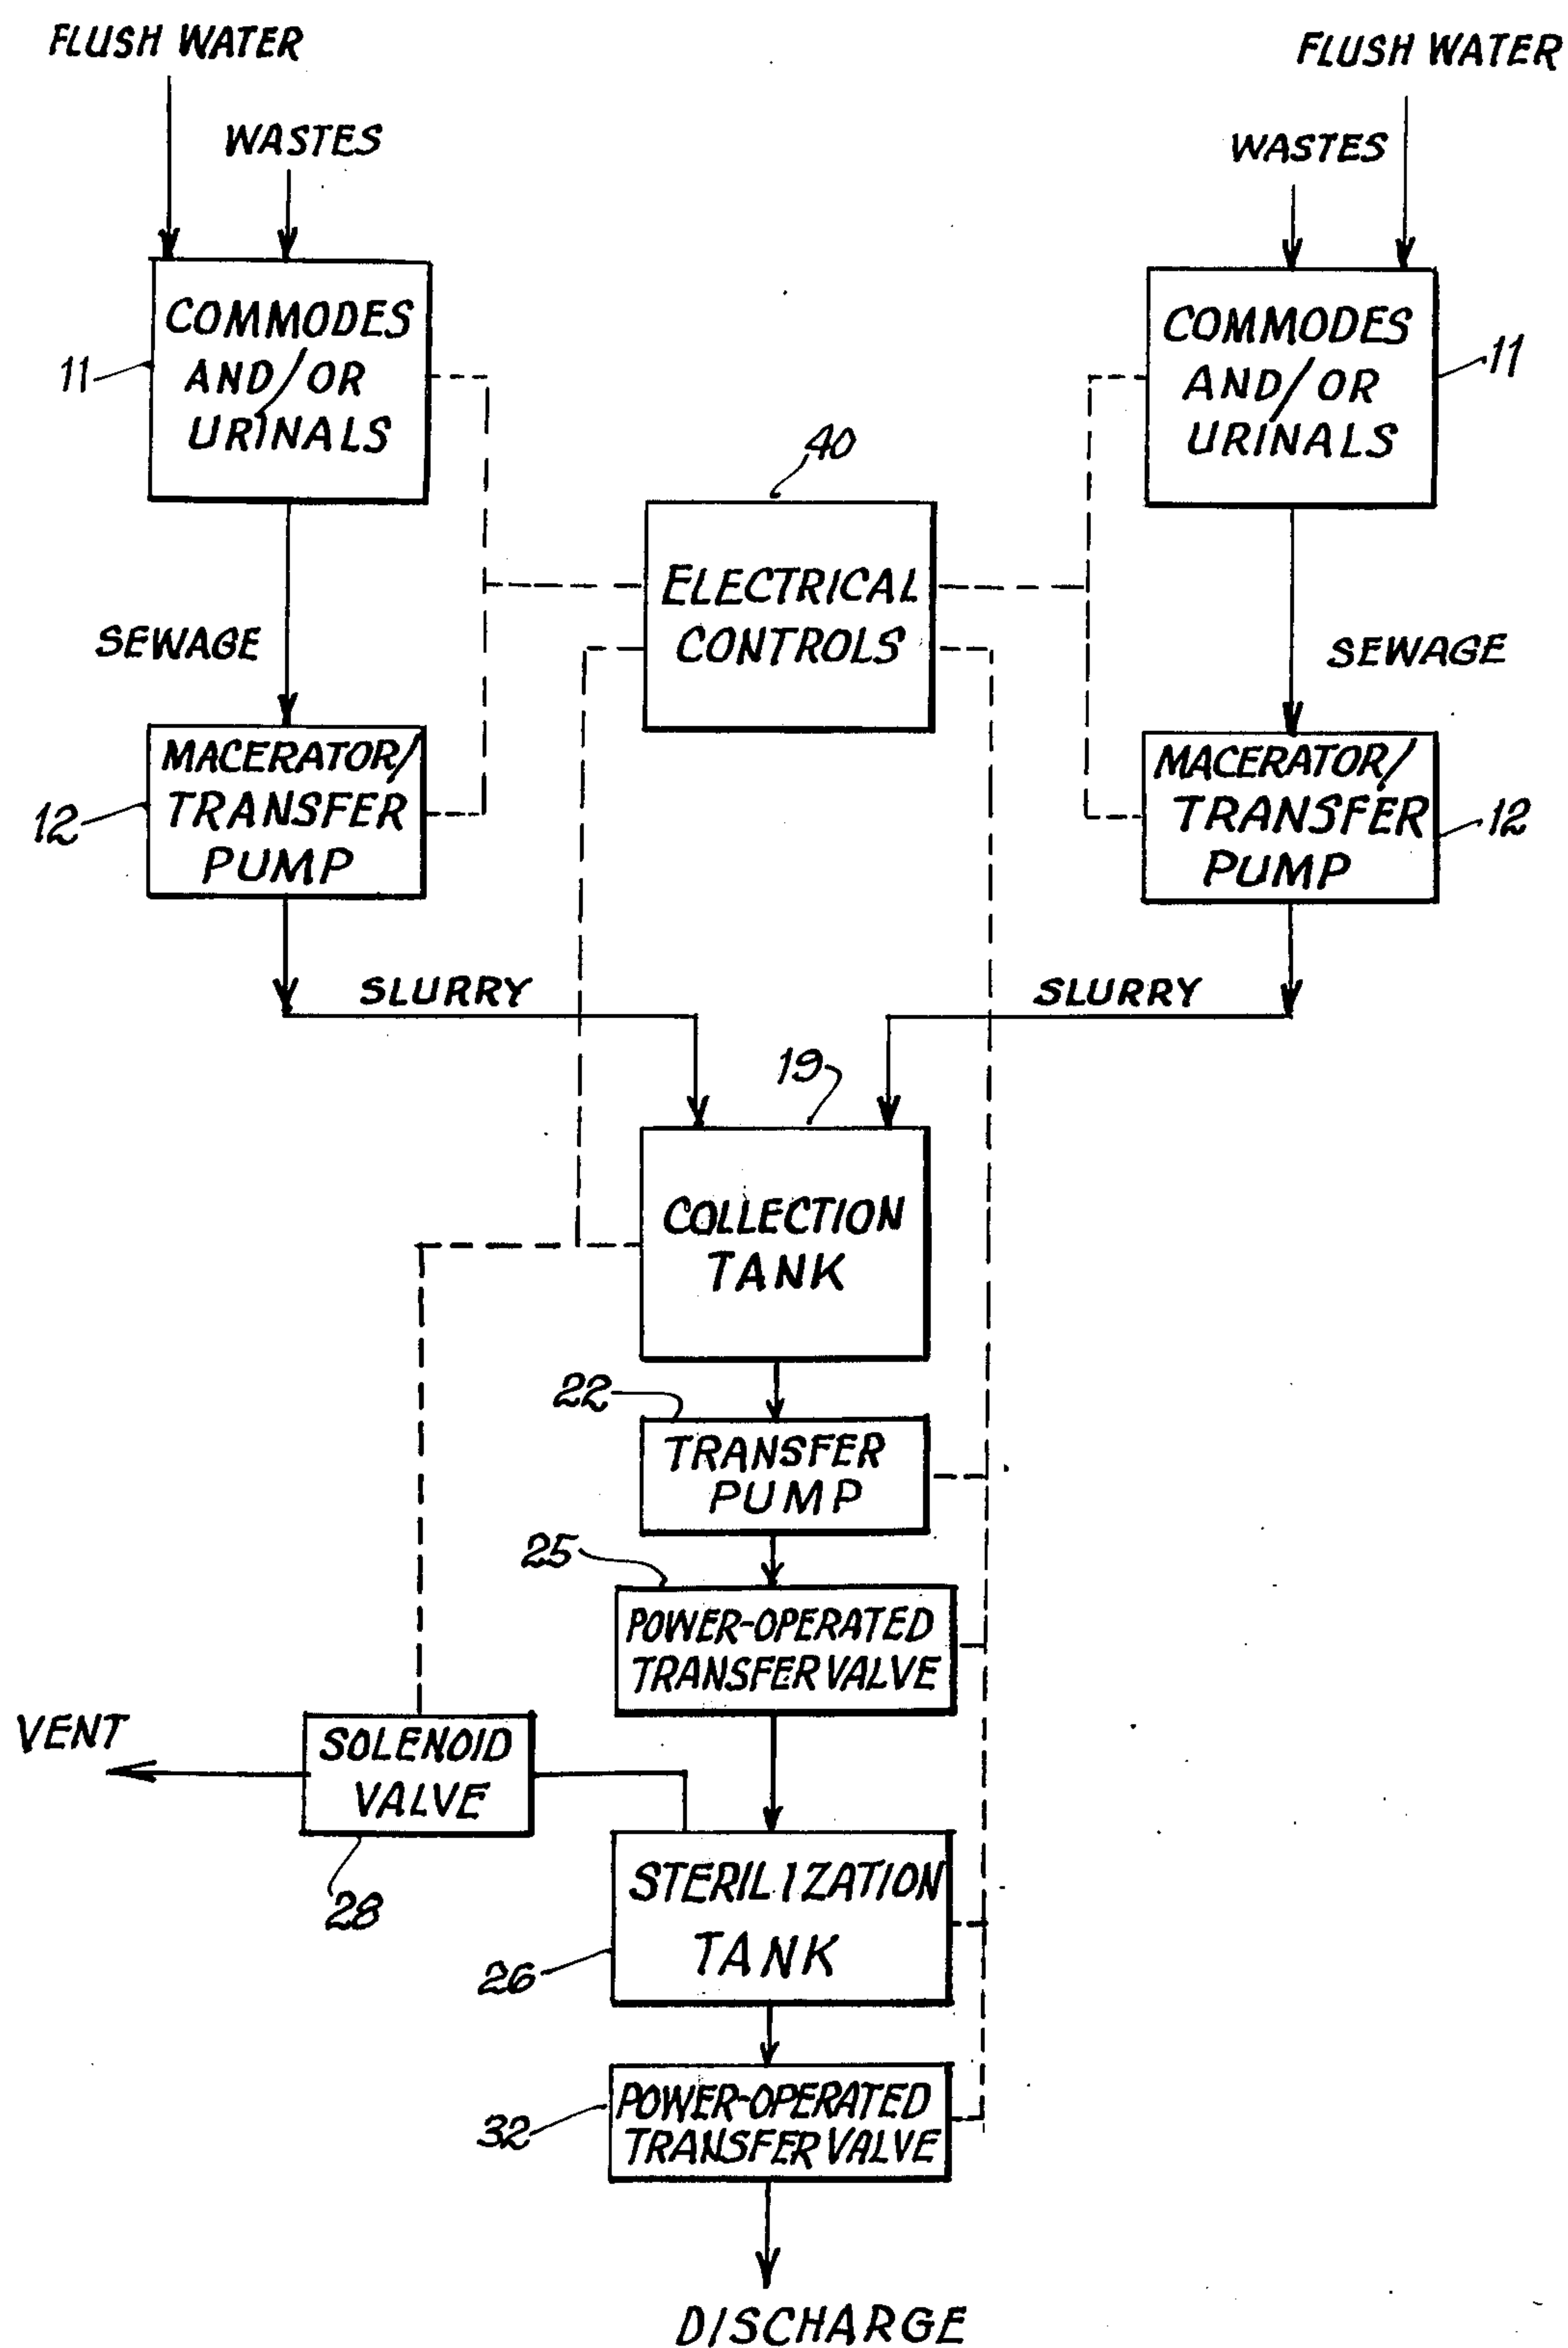 FLUSH WATER
FLUSH WATER
WASTES
WASTES
COMMODES
AND/OR
URINALS
11
COMMODES
AND/OR
URINALS
11
40
ELECTRICAL
CONTROLS
SEWAGE
SEWAGE
MACERATOR/
TRANSFER
PUMP
12
MACERATOR/
TRANSFER
PUMP
12
SLURRY
SLURRY
19
COLLECTION
TANK
22
TRANSFER
PUMP
25
POWER-OPERATED
TRANSFER VALVE
VENT
SOLENOID
VALVE
28
STERILIZATION
TANK
26
POWER-OPERATED
TRANSFER VALVE
32
DISCHARGE